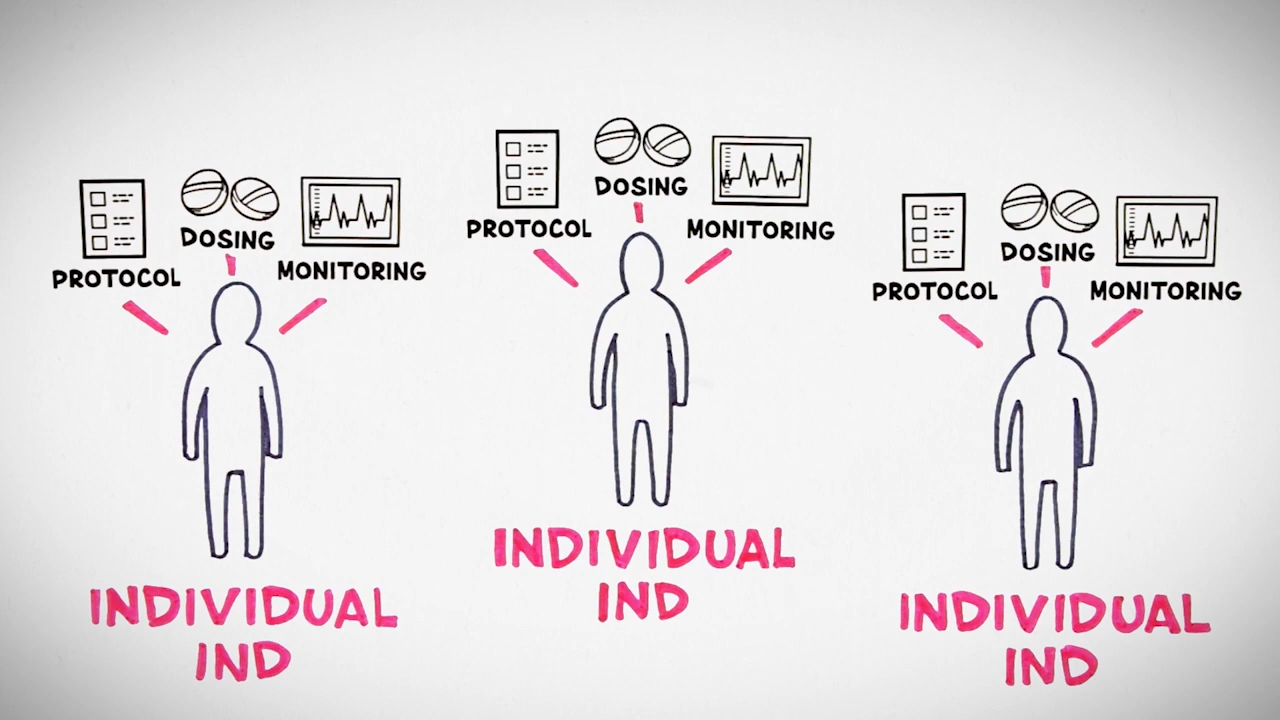 PROTOCOL
DOSING
MONITORING
INDIVIDUAL
IND
PROTOCOL
DOSING
MONITORING
INDIVIDUAL
IND
PROTOCOL
DOSING
MONITORING
INDIVIDUAL
IND